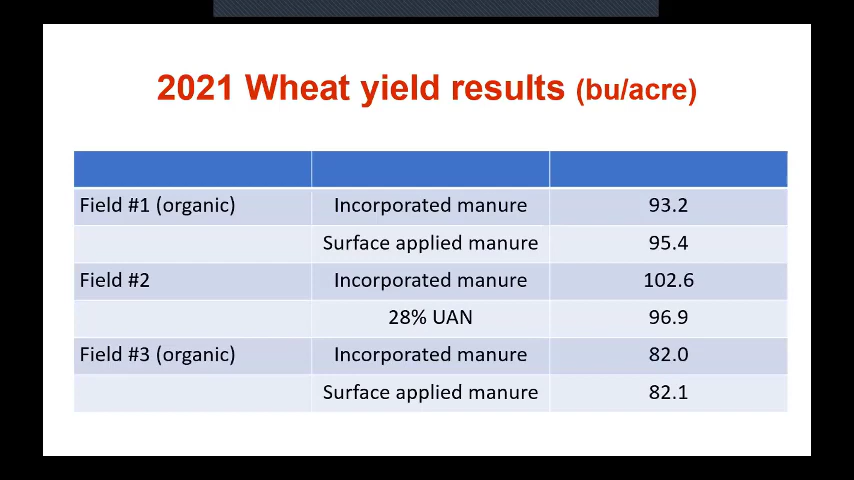 2021 Wheat yield results (bu/acre)
Field #1 (organic) Incorporated manure 93.2
Surface applied manure 95.4
Field #2 Incorporated manure 102.6
28% UAN 96.9
Field #3 (organic) Incorporated manure 82.0
Surface applied manure 82.1